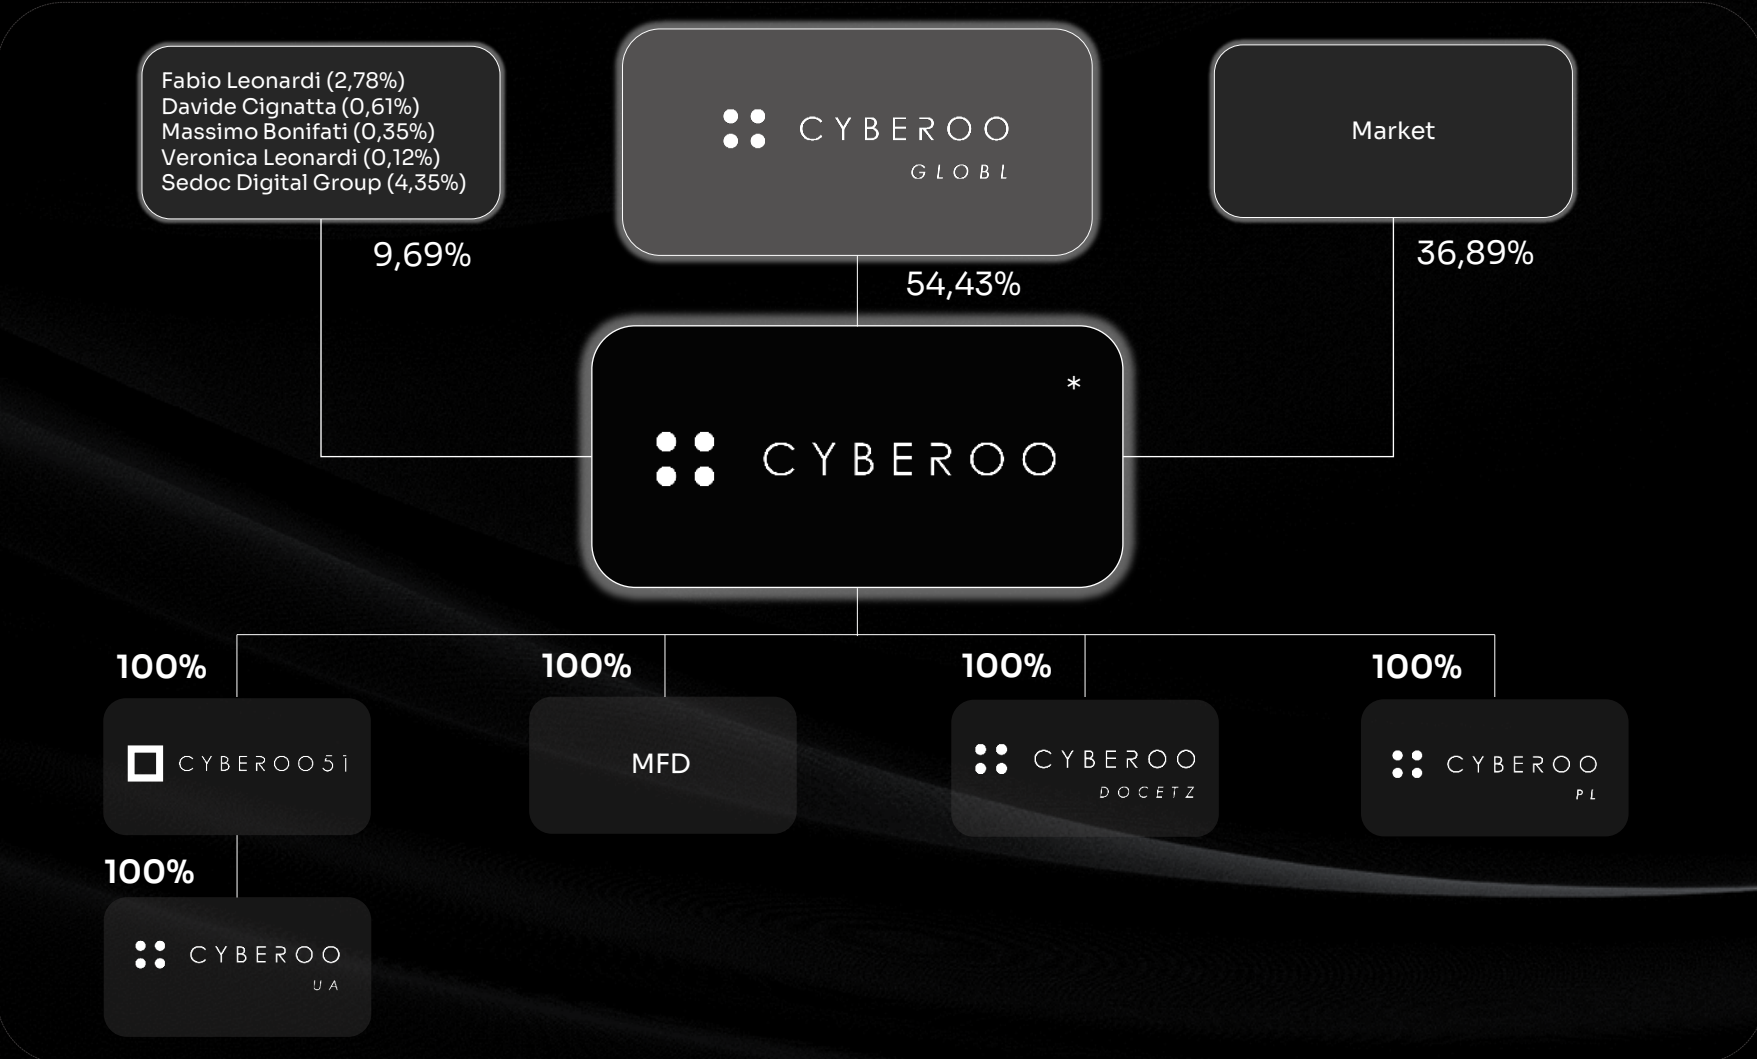 Fabio Leonardi (2,78%)
Davide Cignatta (0,61%)
Massimo Bonifati (0,35%)
Veronica Leonardi (0,12%)
Sedoc Digital Group (4,35%)
9,69%
CYBEROO
GLOBL
54,43%
Market
36,89%
*
CYBEROO
100%
100%
100%
100%
CYBEROO51
MFD
CYBEROO
DOCETZ
CYBEROO
PL
100%
CYBEROO
UA